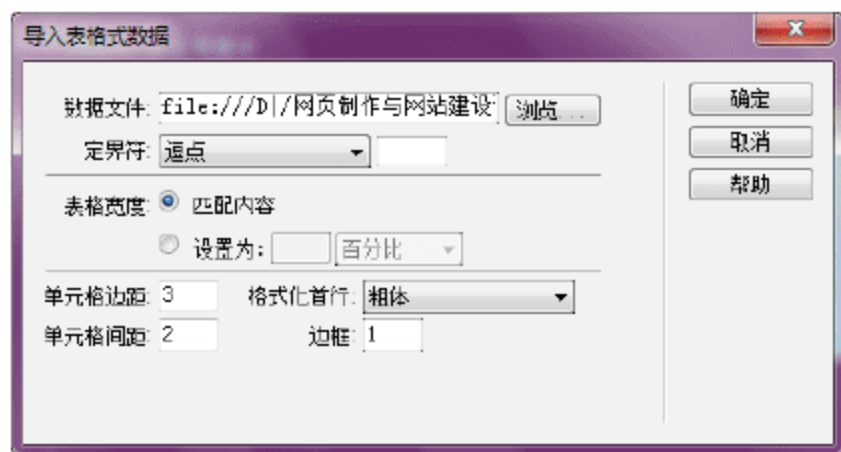 导入表格式数据
数据文件: file:///D|/网页制作与网站建设 浏览...
确定
定界符: 逗点
取消
帮助
表格宽度: 匹配内容
设置为: 百分比
单元格边距: 3 格式化首行: 粗体
单元格间距: 2 边框: 1